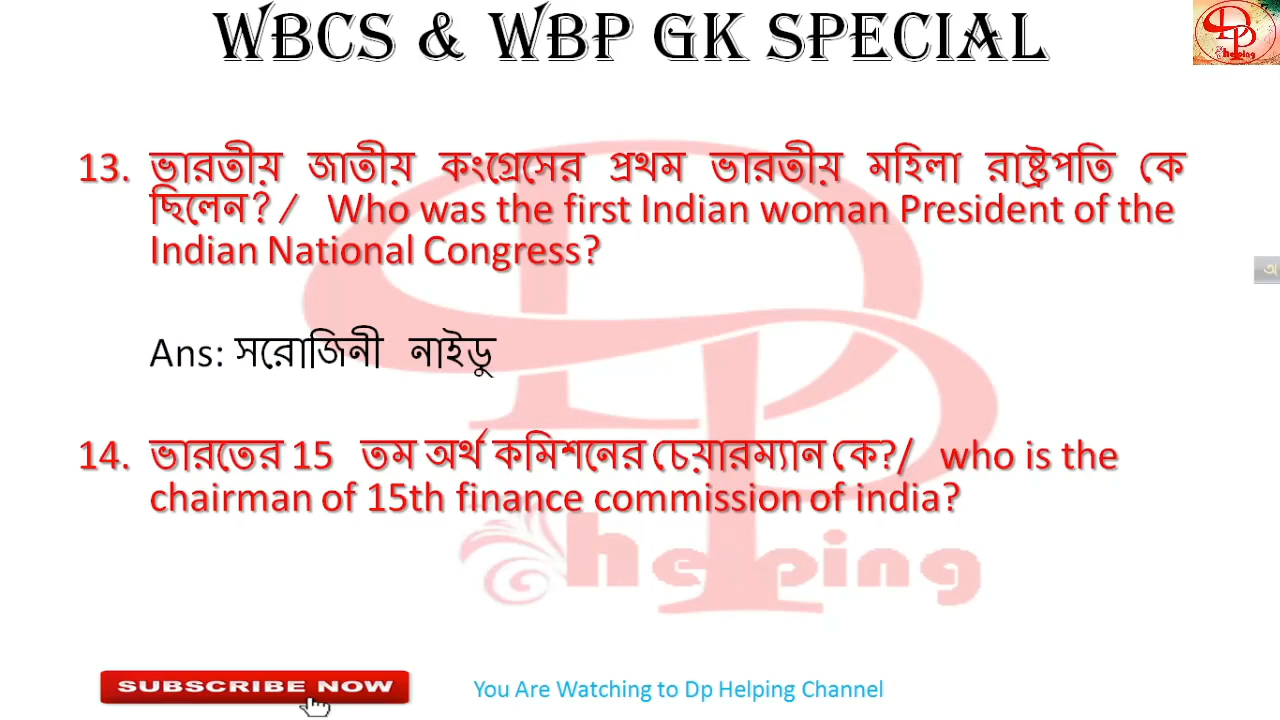 WBCS & WBP GK SPECIAL
13. ভারতীয় জাতীয় কংগ্রেসের প্রথম ভারতীয় মহিলা রাষ্ট্রপতি কে
ছিলেন?/ Who was the first Indian woman President of the
Indian National Congress?
Ans: সরোজিনী নাইডু
14. ভারতের 15 তম অর্থ কমিশনের চেয়ারম্যান কে?/ who is the
chairman of 15th finance commission of india?
DP
helping
SUBSCRIBE NOW
You Are Watching to Dp Helping Channel